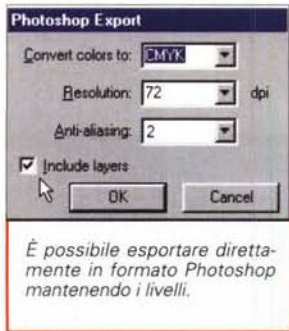 Photoshop Export
Convert colors to: CMYK
Resolution: 72 dpi
Anti-aliasing: 2
Include layers
OK Cancel
È possibile esportare diretta-
mente in formato Photoshop
mantenendo i livelli.